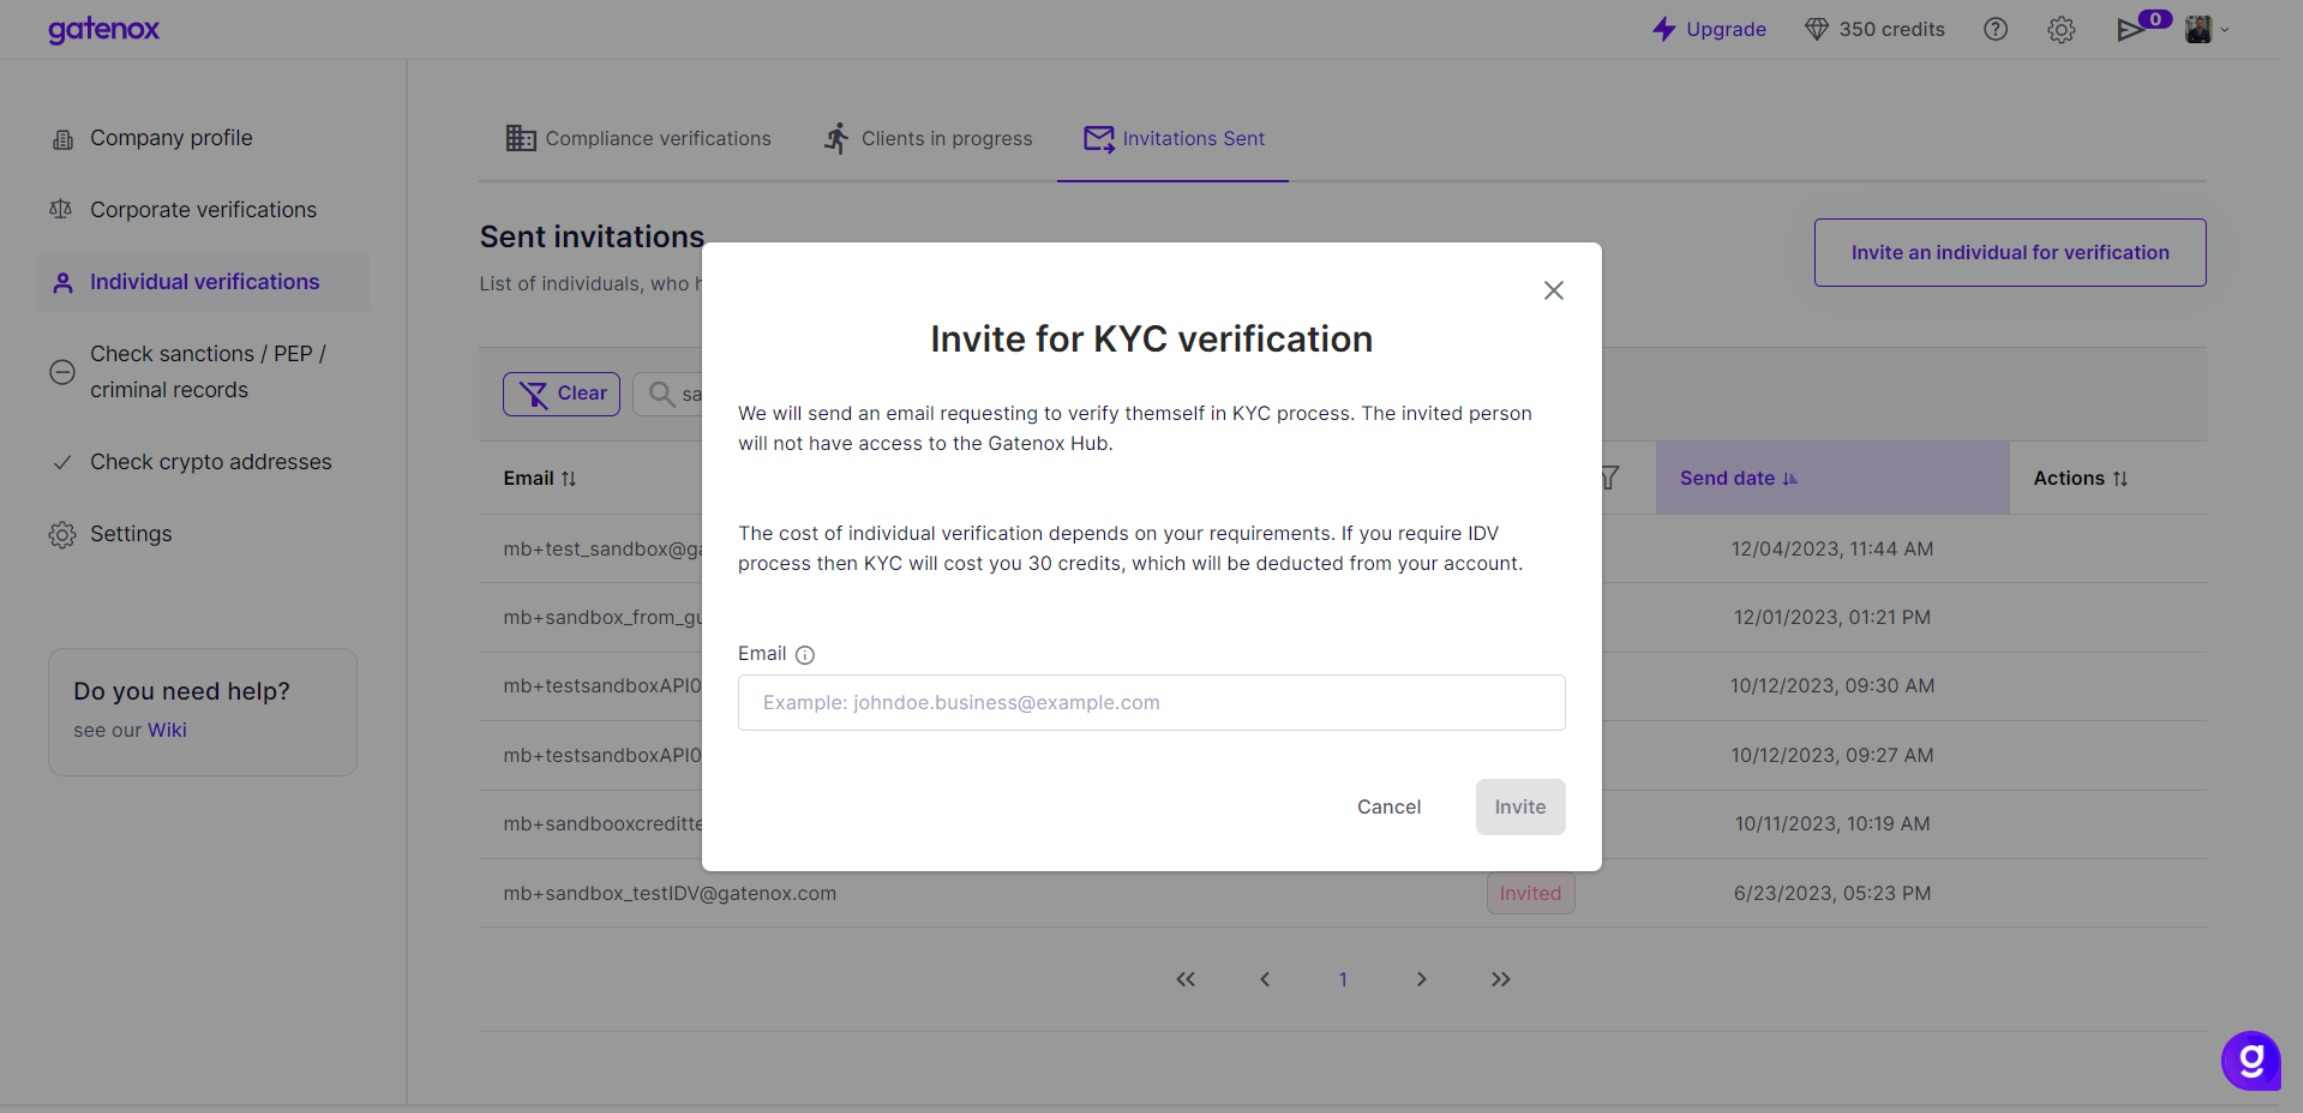 gatenox
Upgrade
350 credits
0
Company profile
Corporate verifications
Individual verifications
Check sanctions / PEP /
criminal records
Check crypto addresses
Settings
Do you need help?
see our Wiki
Compliance verifications
Clients in progress
Invitations Sent
Sent invitations
List of individuals, who
Invite an individual for verification
Clear
sa
Email
Send date
Actions
mb+test_sandbox@ga
12/04/2023, 11:44 AM
mb+sandbox_from_gu
12/01/2023, 01:21 PM
mb+testsandboxAPI0
10/12/2023, 09:30 AM
mb+testsandboxAPI0
10/12/2023, 09:27 AM
mb+sandbooxcreditte
10/11/2023, 10:19 AM
mb+sandbox_testIDV@gatenox.com
Invited
6/23/2023, 05:23 PM
1
Invite for KYC verification
We will send an email requesting to verify themself in KYC process. The invited person
will not have access to the Gatenox Hub.
The cost of individual verification depends on your requirements. If you require IDV
process then KYC will cost you 30 credits, which will be deducted from your account.
Email
Example: johndoe.business@example.com
Cancel
Invite
g